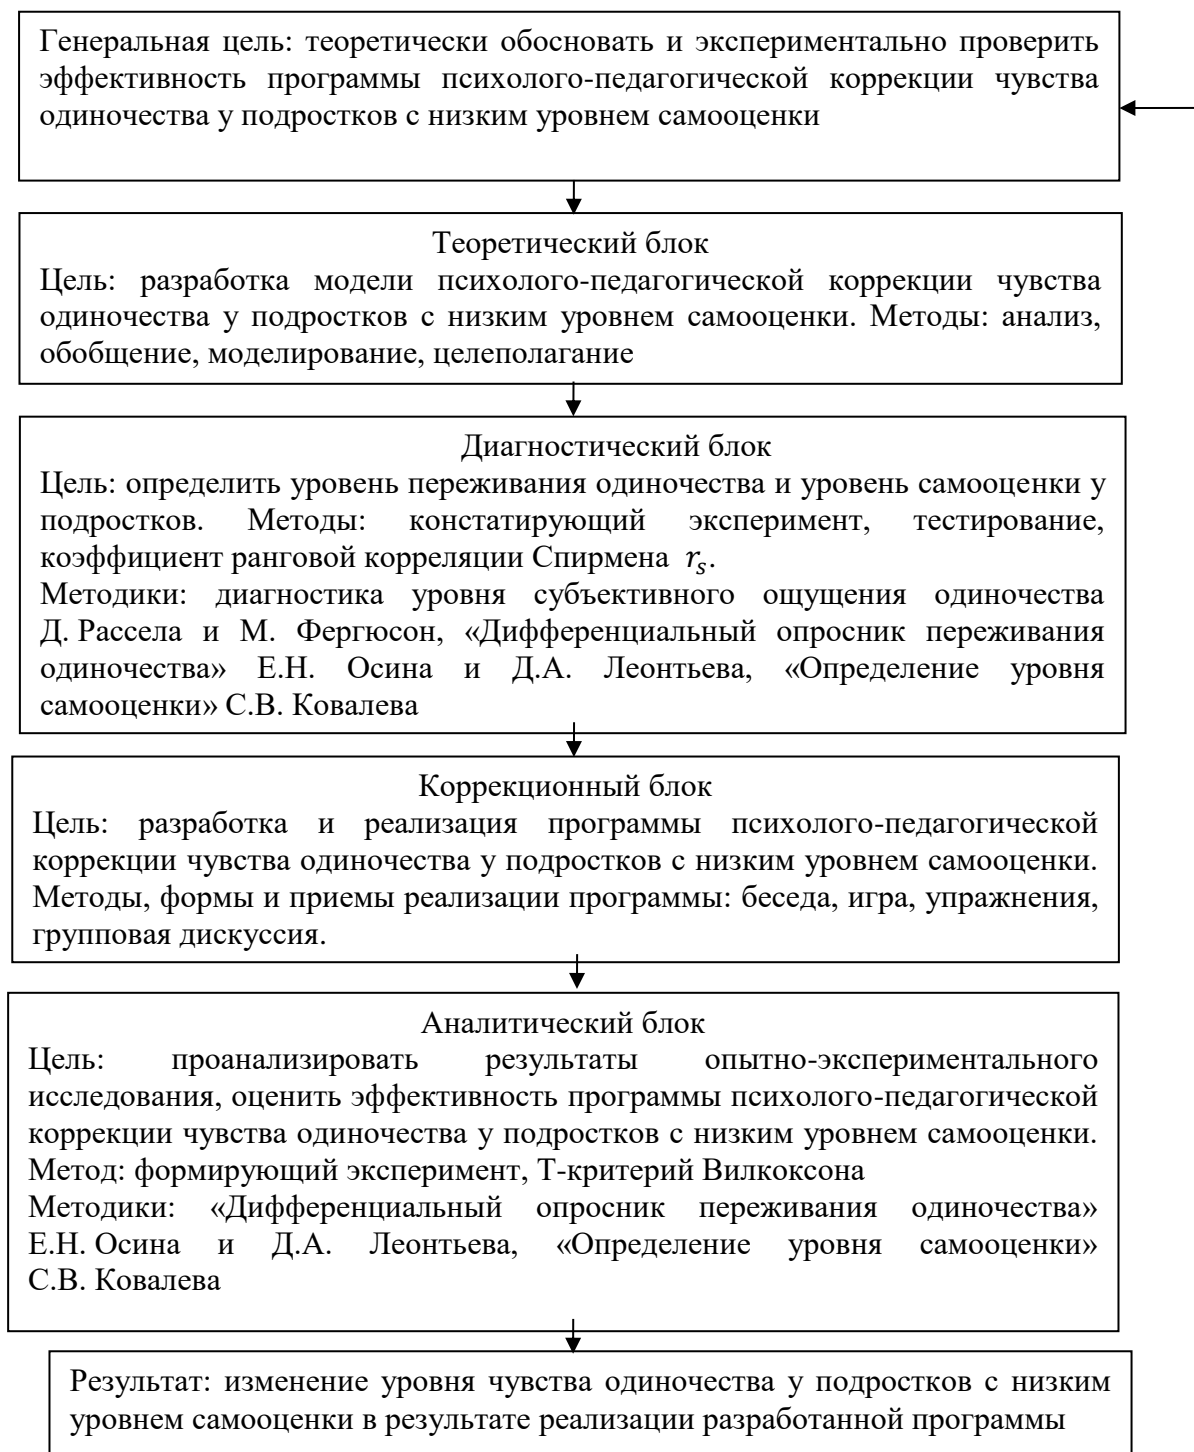 Генеральная цель: теоретически обосновать и экспериментально проверить
эффективность программы психолого-педагогической коррекции чувства
одиночества у подростков с низким уровнем самооценки
Теоретический блок
Цель: разработка модели психолого-педагогической коррекции чувства
одиночества у подростков с низким уровнем самооценки. Методы: анализ,
обобщение, моделирование, целеполагание
Диагностический блок
Цель: определить уровень переживания одиночества и уровень самооценки у
подростков. Методы: констатирующий эксперимент, тестирование,
коэффициент ранговой корреляции Спирмена r_s.
Методики: диагностика уровня субъективного ощущения одиночества
Д. Рассела и М. Фергюсон, «Дифференциальный опросник переживания
одиночества» Е.Н. Осина и Д.А. Леонтьева, «Определение уровня
самооценки» С.В. Ковалева
Коррекционный блок
Цель: разработка и реализация программы психолого-педагогической
коррекции чувства одиночества у подростков с низким уровнем самооценки.
Методы, формы и приемы реализации программы: беседа, игра, упражнения,
групповая дискуссия.
Аналитический блок
Цель: проанализировать результаты опытно-экспериментального
исследования, оценить эффективность программы психолого-педагогической
коррекции чувства одиночества у подростков с низким уровнем самооценки.
Метод: формирующий эксперимент, Т-критерий Вилкоксона
Методики: «Дифференциальный опросник переживания одиночества»
Е.Н. Осина и Д.А. Леонтьева, «Определение уровня самооценки»
С.В. Ковалева
Результат: изменение уровня чувства одиночества у подростков с низким
уровнем самооценки в результате реализации разработанной программы